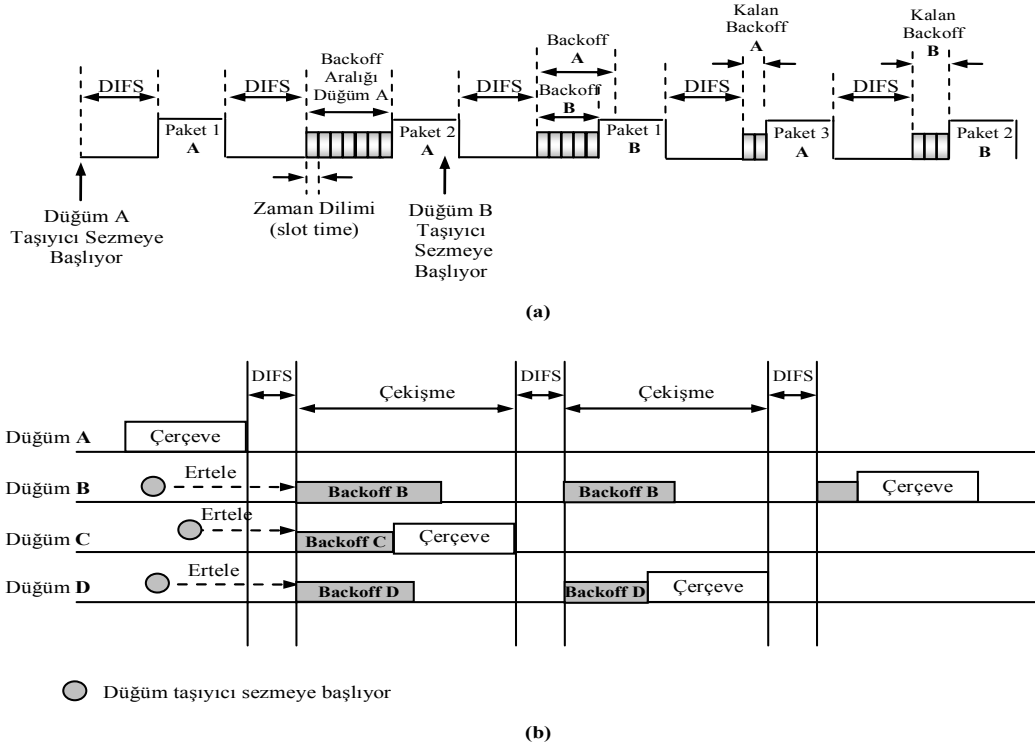 Kalan
Backoff
A
Kalan
Backoff
B
Backoff
A
Backoff
Aralığı
Düğüm A
DIFS
DIFS
DIFS
Backoff
B
DIFS
DIFS
Paket 1
A
Paket 2
A
Paket 1
B
Paket 3
A
Paket 2
B
Düğüm A
Taşıyıcı Sezmeye
Başlıyor
Zaman Dilimi
(slot time)
Düğüm B
Taşıyıcı
Sezmeye
Başlıyor
(a)
DIFS
Çekişme
DIFS
Çekişme
DIFS
Düğüm A
Çerçeve
Düğüm B
Ertele
Backoff B
Backoff B
Çerçeve
Düğüm C
Ertele
Backoff C
Çerçeve
Düğüm D
Ertele
Backoff D
Backoff D
Çerçeve
Düğüm taşıyıcı sezmeye başlıyor
(b)